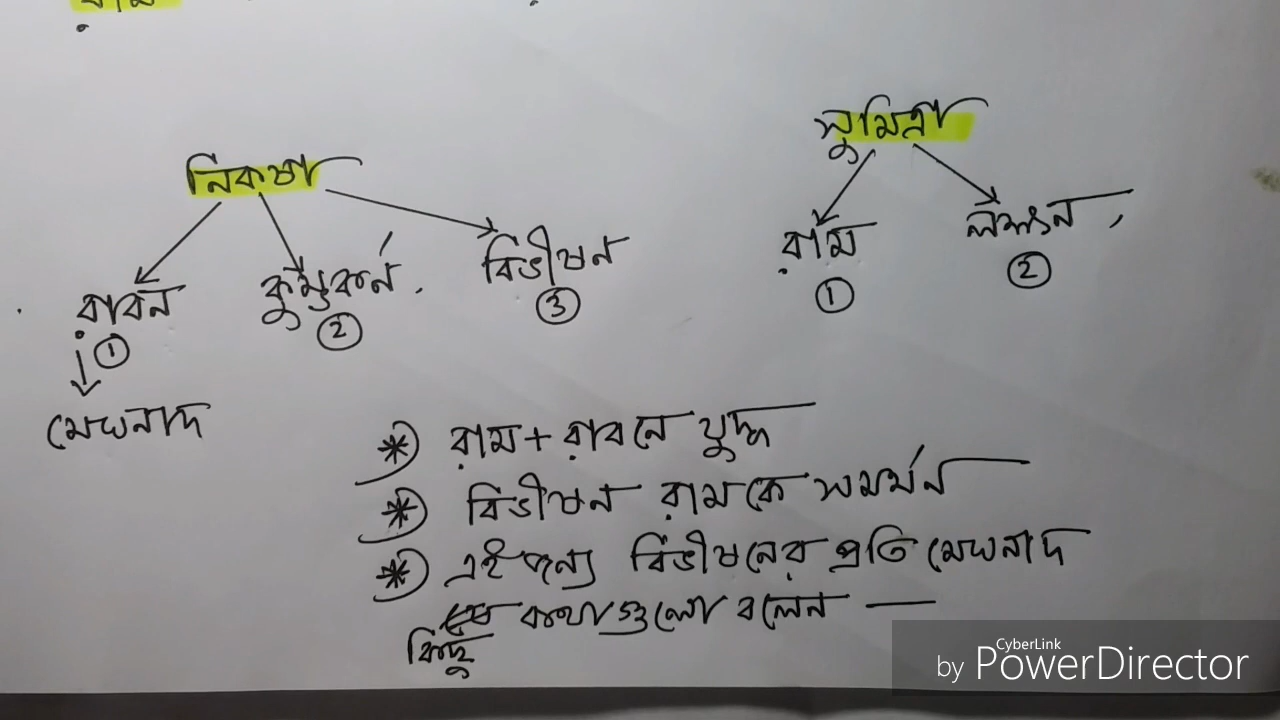 রাম
নিকষা
সুমিত্রা
রাবন
①
কুম্ভকর্ন.
②
বিভীষন
③
রাম
①
লক্ষণ,
②
মেঘনাদ
* রাম + রাবনে যুদ্ধ
* বিভীষন রামকে সমর্থন
* এই জন্য বিভীষনের প্রতি মেঘনাদ
কথাগুলো বলেন —
কিছু
CyberLink
by PowerDirector